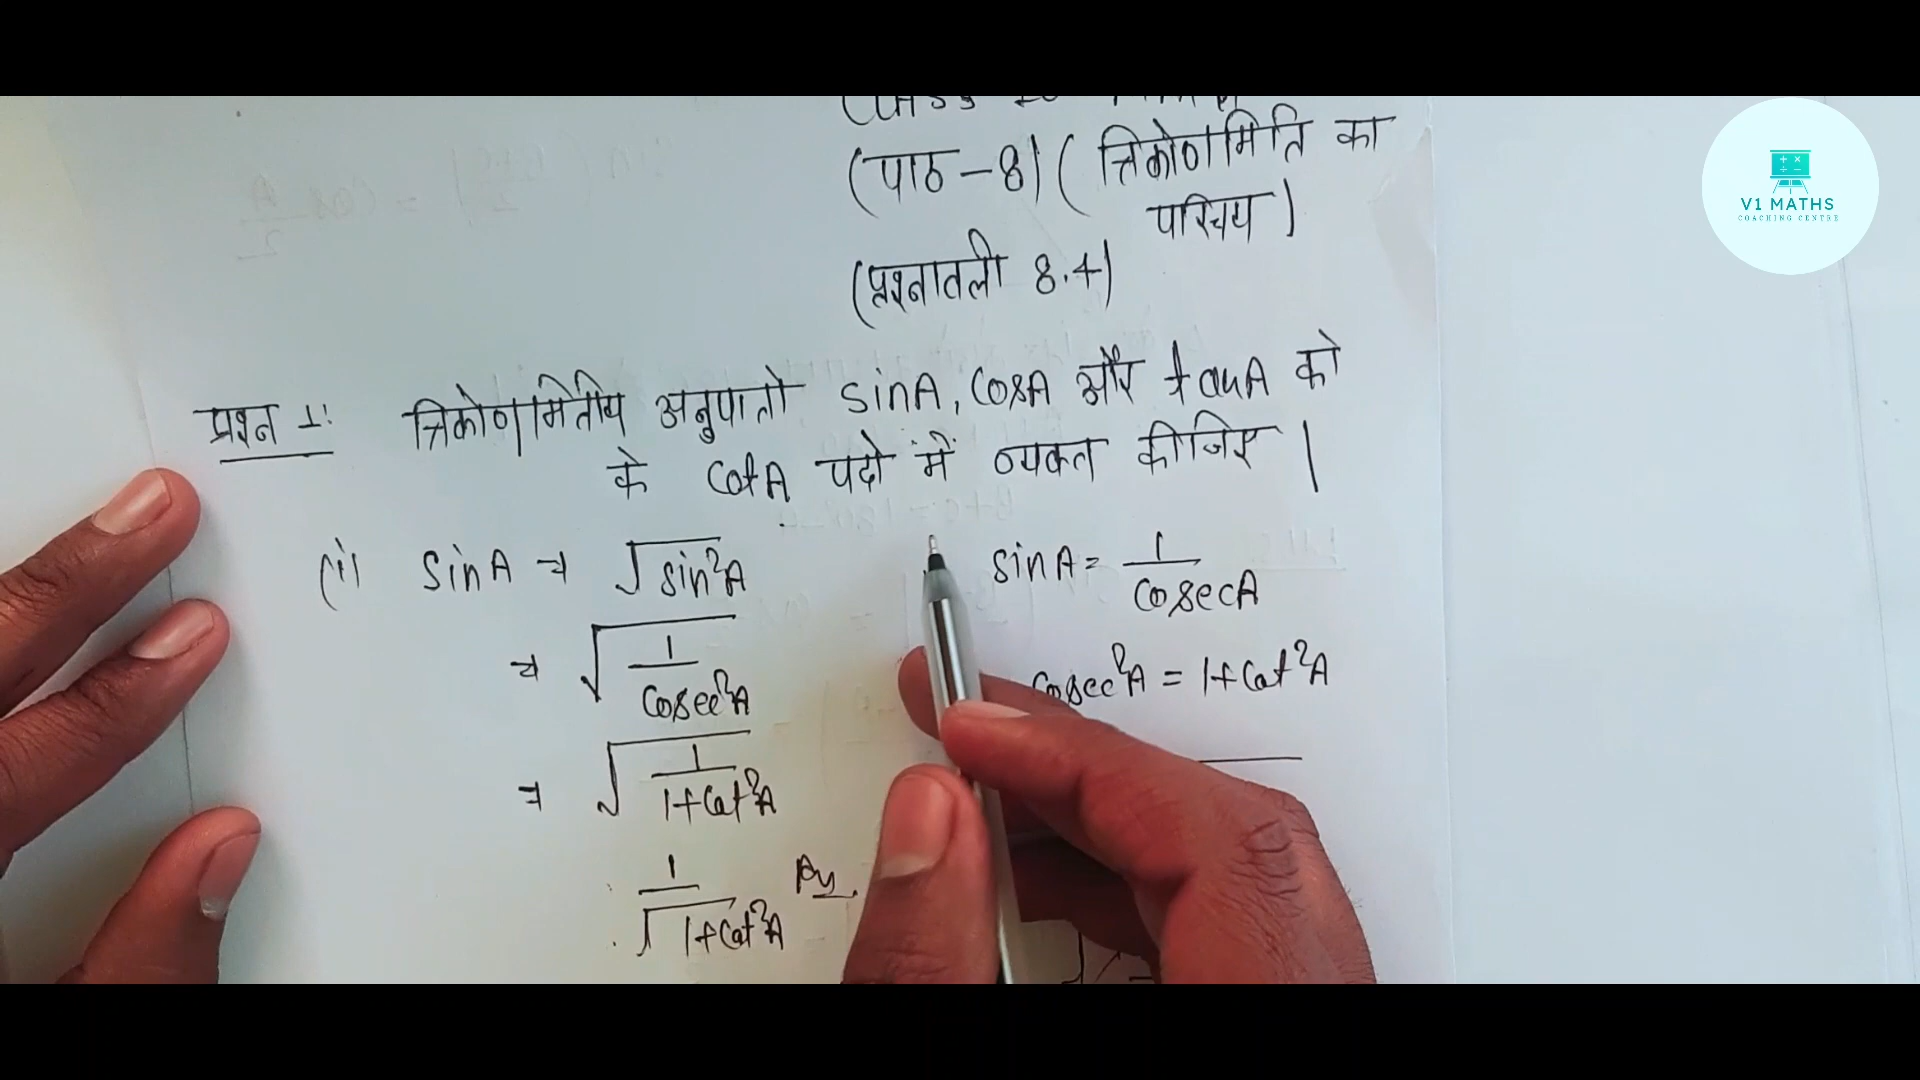 (पाठ-8) (त्रिकोणमिति का
परिचय)
(प्रश्नावली 8.4)
प्रश्न 1: त्रिकोणमितीय अनुपातो sinA, CosA और tanA को
के CotA पदो में व्यक्त कीजिए |
(i) sinA ⇒ √sin²A
sinA = 1/CosecA
⇒ √(1/Cosec²A)
Cosec²A = 1+Cot²A
⇒ √(1/(1+Cot²A))
1/√(1+Cot²A) Ans.
V1 MATHS
COACHING CENTRE